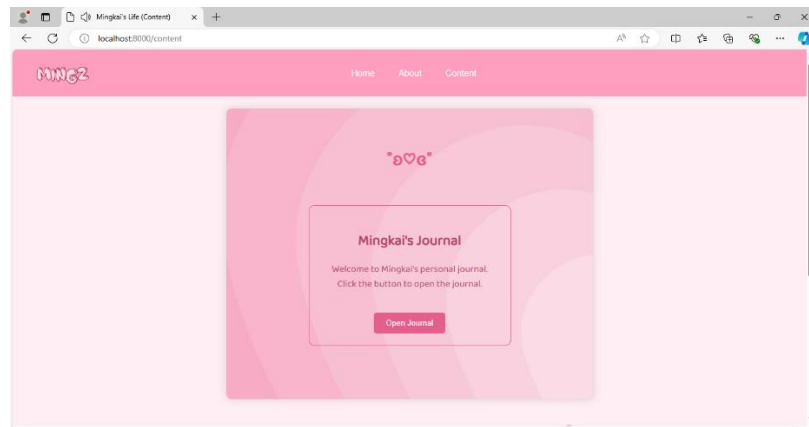 Mingkai's Life (Content)
localhost:8000/content
MINGZ
Home About Content
"ʚ♡ɞ"
Mingkai's Journal
Welcome to Mingkai's personal journal.
Click the button to open the journal.
Open Journal